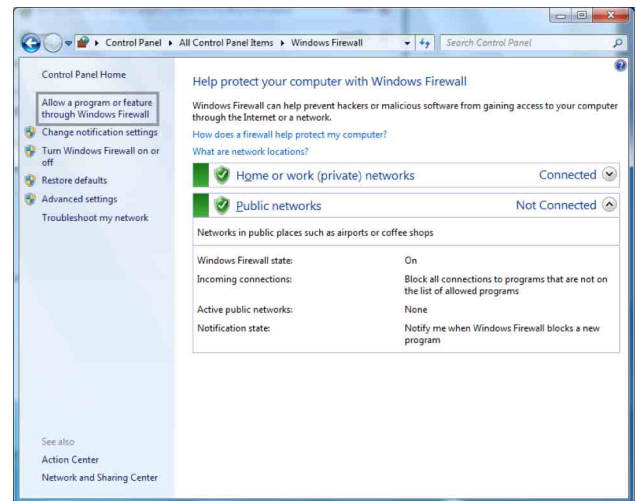 Control Panel ▸ All Control Panel Items ▸ Windows Firewall
Search Control Panel
Control Panel Home
Allow a program or feature
through Windows Firewall
Change notification settings
Turn Windows Firewall on or
off
Restore defaults
Advanced settings
Troubleshoot my network
See also
Action Center
Network and Sharing Center
Help protect your computer with Windows Firewall
Windows Firewall can help prevent hackers or malicious software from gaining access to your computer
through the Internet or a network.
How does a firewall help protect my computer?
What are network locations?
Home or work (private) networks Connected
Public networks Not Connected
Networks in public places such as airports or coffee shops
Windows Firewall state: On
Incoming connections: Block all connections to programs that are not on
the list of allowed programs
Active public networks: None
Notification state: Notify me when Windows Firewall blocks a new
program